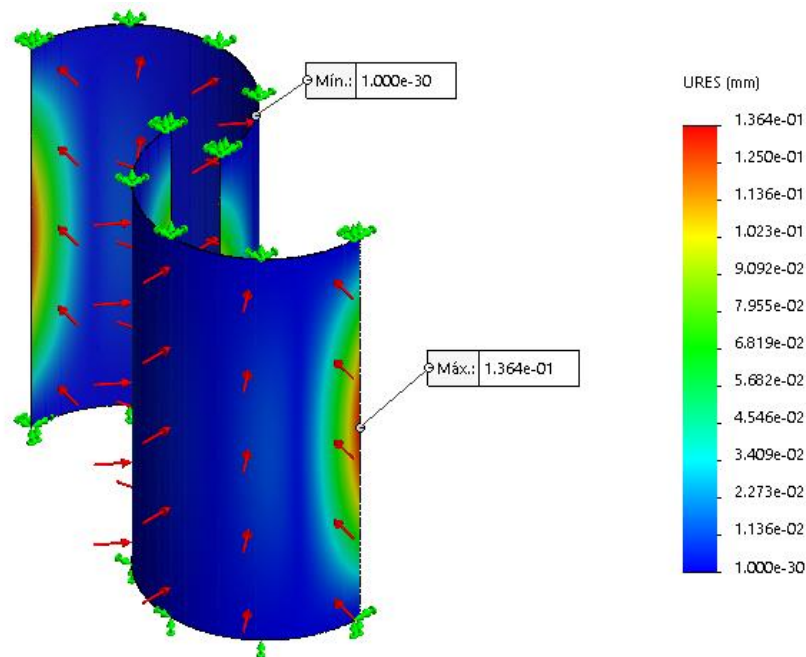 Mín.: 1.000e-30
URES (mm)
1.364e-01
1.250e-01
1.136e-01
1.023e-01
9.092e-02
7.955e-02
6.819e-02
5.682e-02
4.546e-02
3.409e-02
2.273e-02
1.136e-02
1.000e-30
Máx.: 1.364e-01